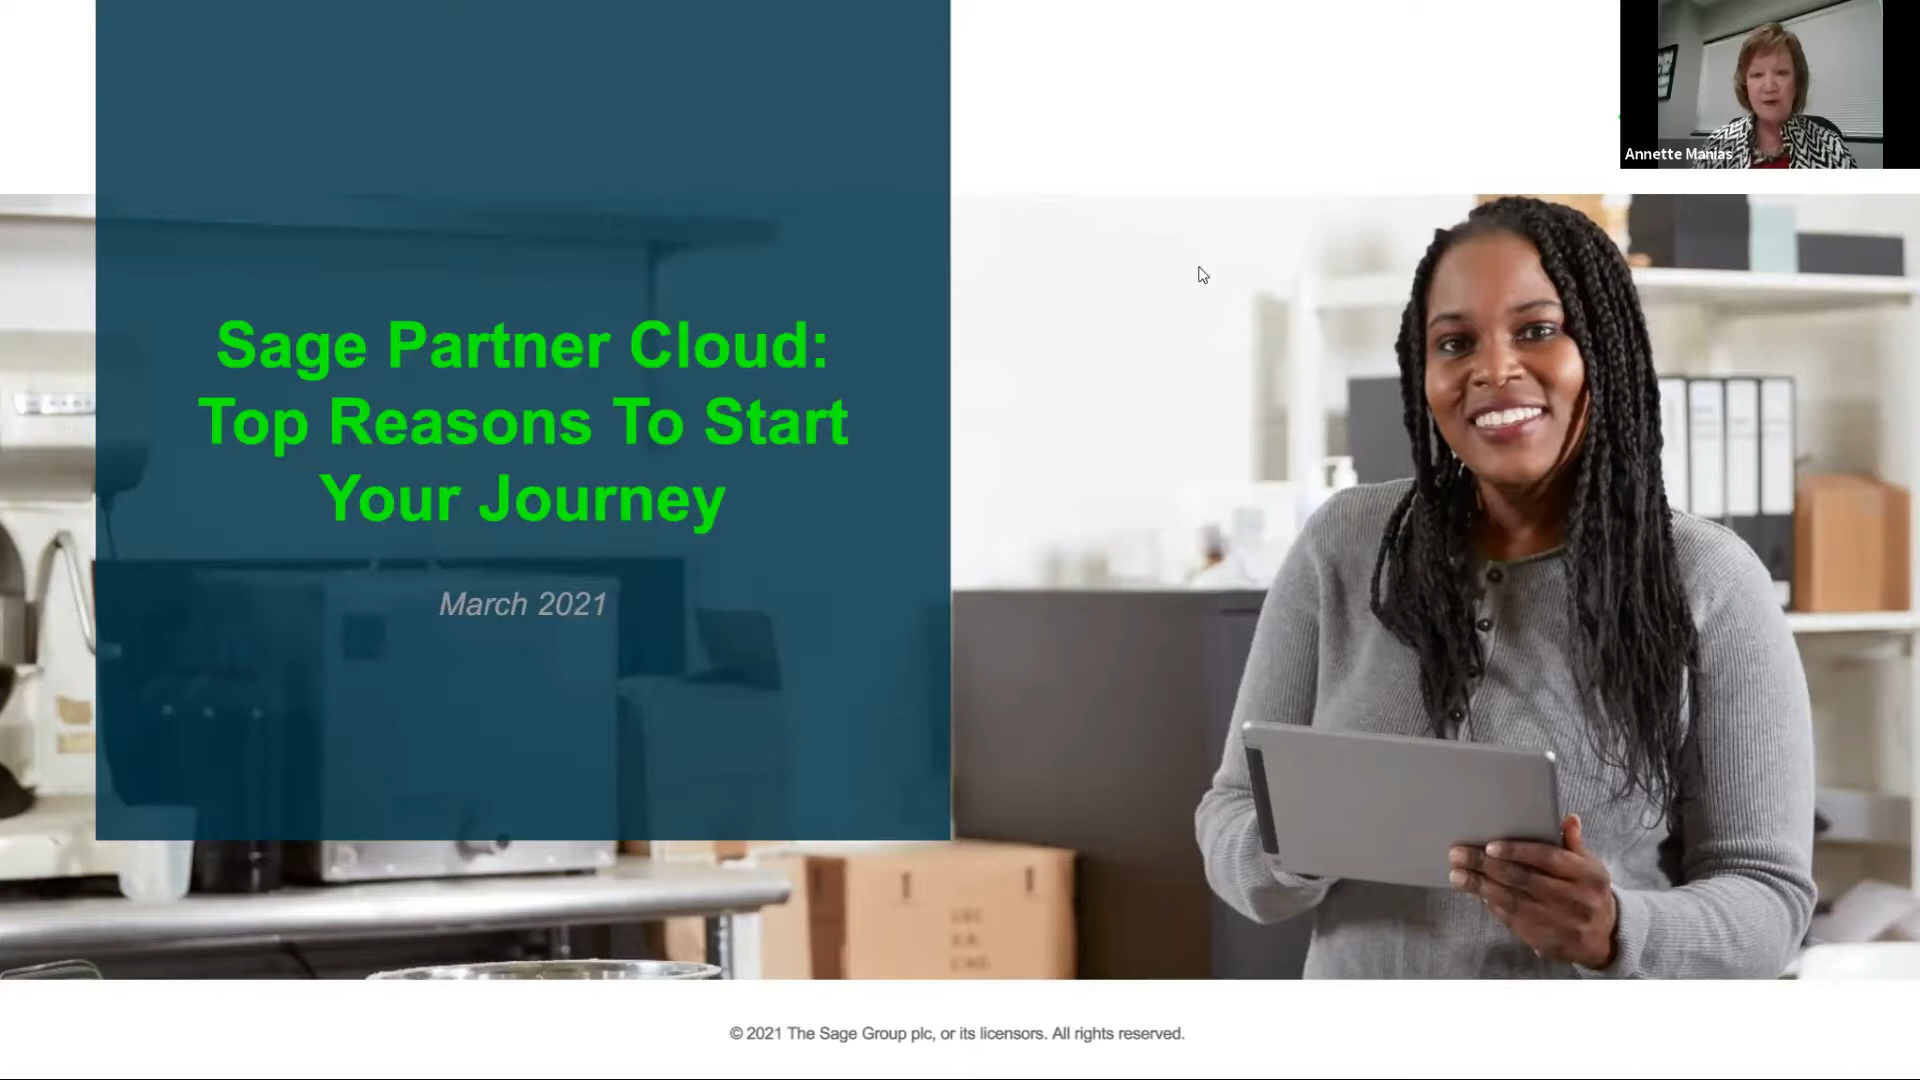 Annette Manias
Sage Partner Cloud:
Top Reasons To Start
Your Journey
March 2021
© 2021 The Sage Group plc, or its licensors. All rights reserved.